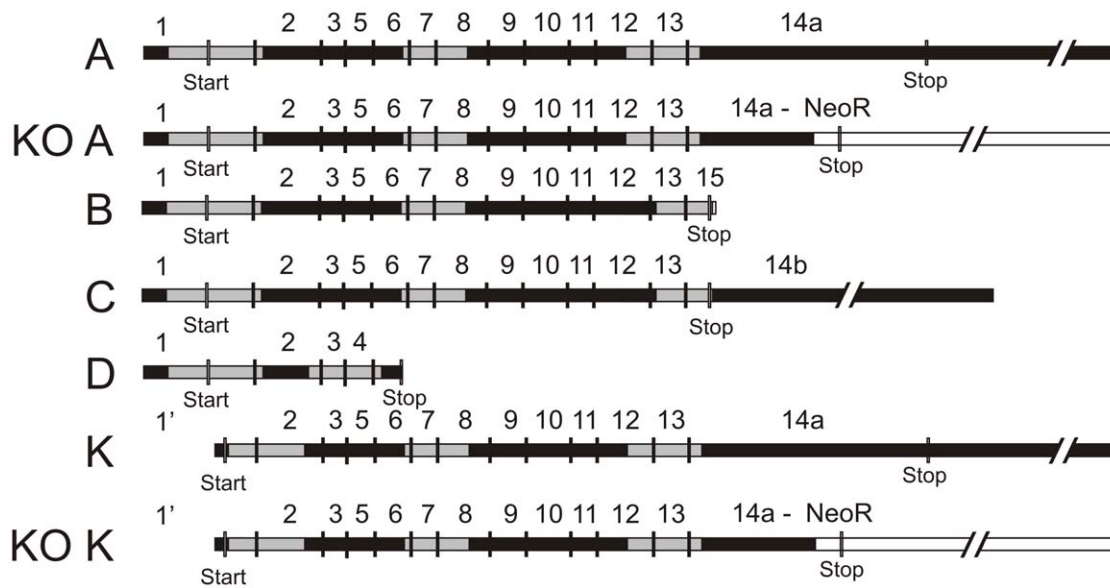 1 2 3 5 6 7 8 9 10 11 12 13 14a
A
Start Stop
1 2 3 5 6 7 8 9 10 11 12 13 14a - NeoR
KO A
Start Stop
1 2 3 5 6 7 8 9 10 11 12 13 15
B
Start Stop
1 2 3 5 6 7 8 9 10 11 12 13 14b
C
Start Stop
1 2 3 4
D
Start Stop
1’ 2 3 5 6 7 8 9 10 11 12 13 14a
K
Start Stop
1’ 2 3 5 6 7 8 9 10 11 12 13 14a - NeoR
KO K
Start Stop